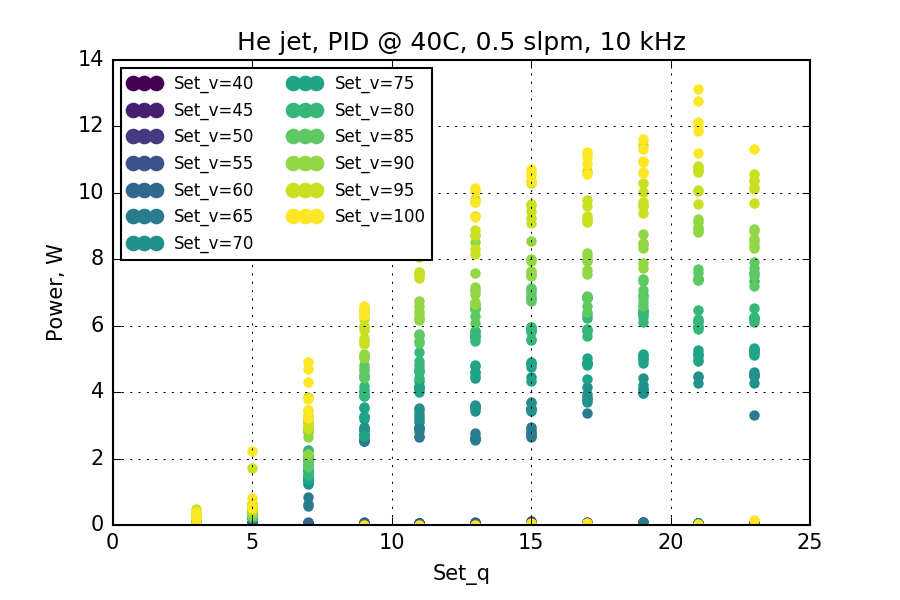 He jet, PID @ 40C, 0.5 slpm, 10 kHz
14
12
10
8
6
4
2
0
Power, W
Set_v=40
Set_v=45
Set_v=50
Set_v=55
Set_v=60
Set_v=65
Set_v=70
Set_v=75
Set_v=80
Set_v=85
Set_v=90
Set_v=95
Set_v=100
0 5 10 15 20 25
Set_q